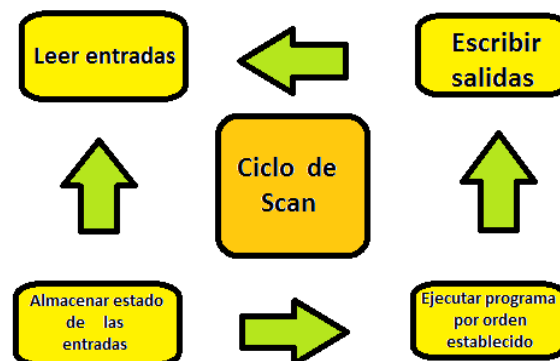 Leer entradas
Escribir
salidas
Ciclo de
Scan
Almacenar estado
de las
entradas
Ejecutar programa
por orden
establecido